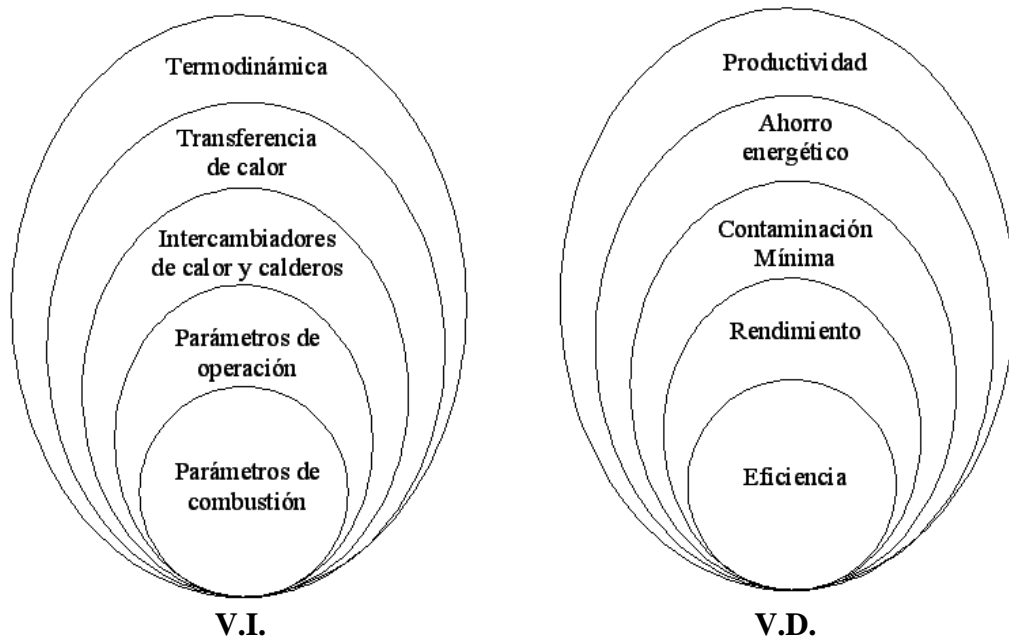 Termodinámica
Transferencia
de calor
Intercambiadores
de calor y calderos
Parámetros de
operación
Parámetros de
combustión
V.I.
Productividad
Ahorro
energético
Contaminación
Mínima
Rendimiento
Eficiencia
V.D.